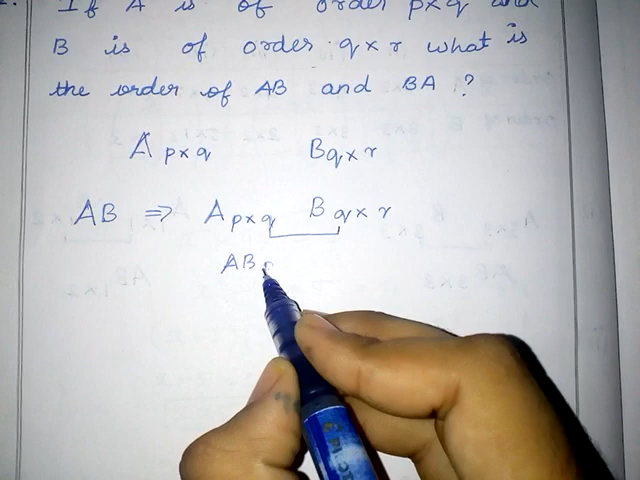 If A is of order p×q and
B is of order q×r what is
the order of AB and BA ?
A p×q B q×r
AB ⇒ A p×q B q×r
AB